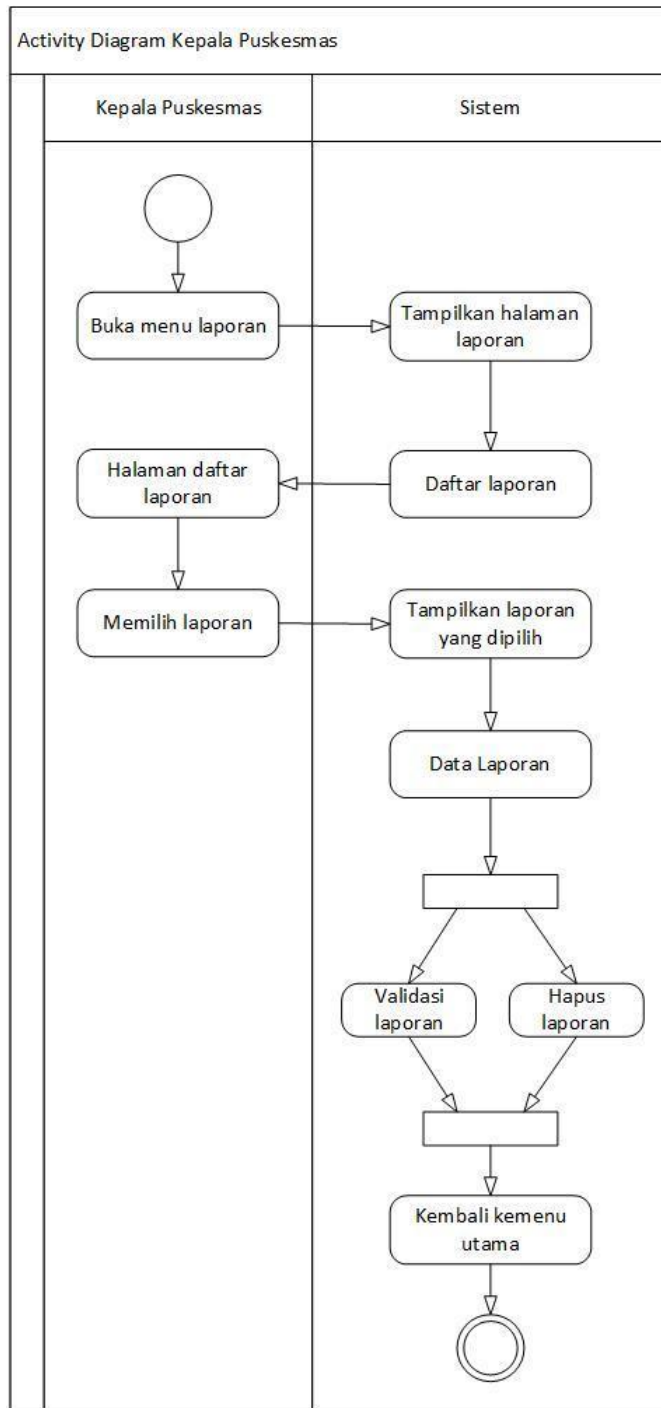 Activity Diagram Kepala Puskesmas
Kepala Puskesmas
Sistem
Buka menu laporan
Tampilkan halaman
laporan
Halaman daftar
laporan
Daftar laporan
Memilih laporan
Tampilkan laporan
yang dipilih
Data Laporan
Validasi
laporan
Hapus
laporan
Kembali kemenu
utama